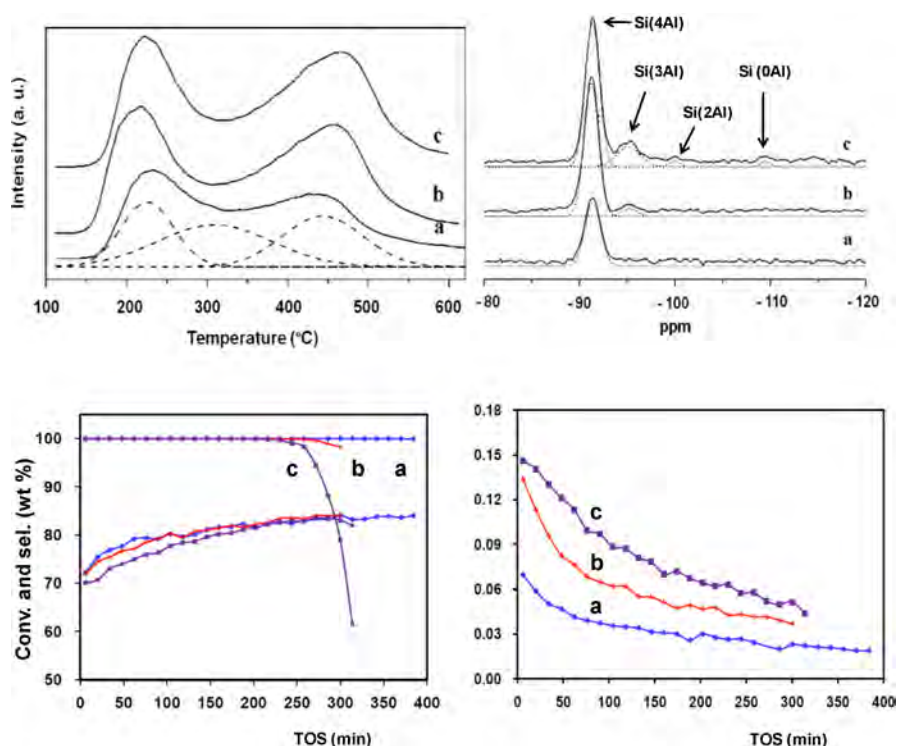 Intensity (a. u.)
c
b
a
100 200 300 400 500 600
Temperature (°C)
Si(4Al)
Si(3Al)
Si(2Al)
Si (0Al)
c
b
a
-80 -90 -100 -110 -120
ppm
Conv. and sel. (wt %)
100
90
80
70
60
50
c b a
0 50 100 150 200 250 300 350 400
TOS (min)
0.18
0.15
0.12
0.09
0.06
0.03
0.00
c
b
a
0 50 100 150 200 250 300 350 400
TOS (min)